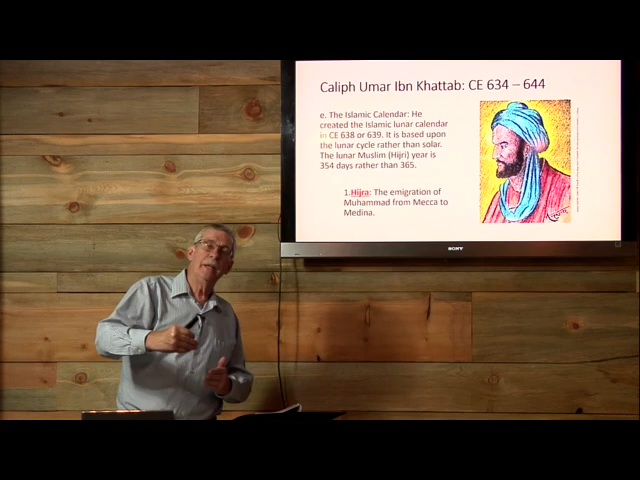 Caliph Umar Ibn Khattab: CE 634 – 644
e. The Islamic Calendar: He
created the Islamic lunar calendar
in CE 638 or 639. It is based upon
the lunar cycle rather than solar.
The lunar Muslim (Hijri) year is
354 days rather than 365.
1.Hijra: The emigration of
Muhammad from Mecca to
Medina.
SONY